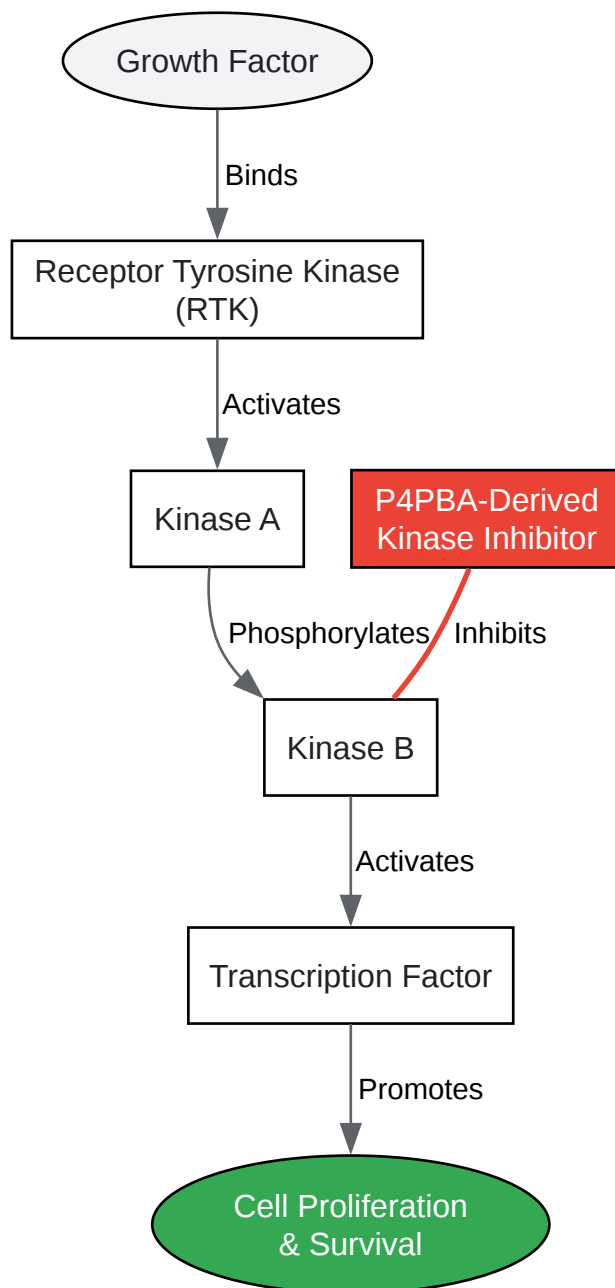 Growth Factor
Binds
Receptor Tyrosine Kinase
(RTK)
Activates
Kinase A
P4PBA-Derived
Kinase Inhibitor
Phosphorylates
Inhibits
Kinase B
Activates
Transcription Factor
Promotes
Cell Proliferation
& Survival